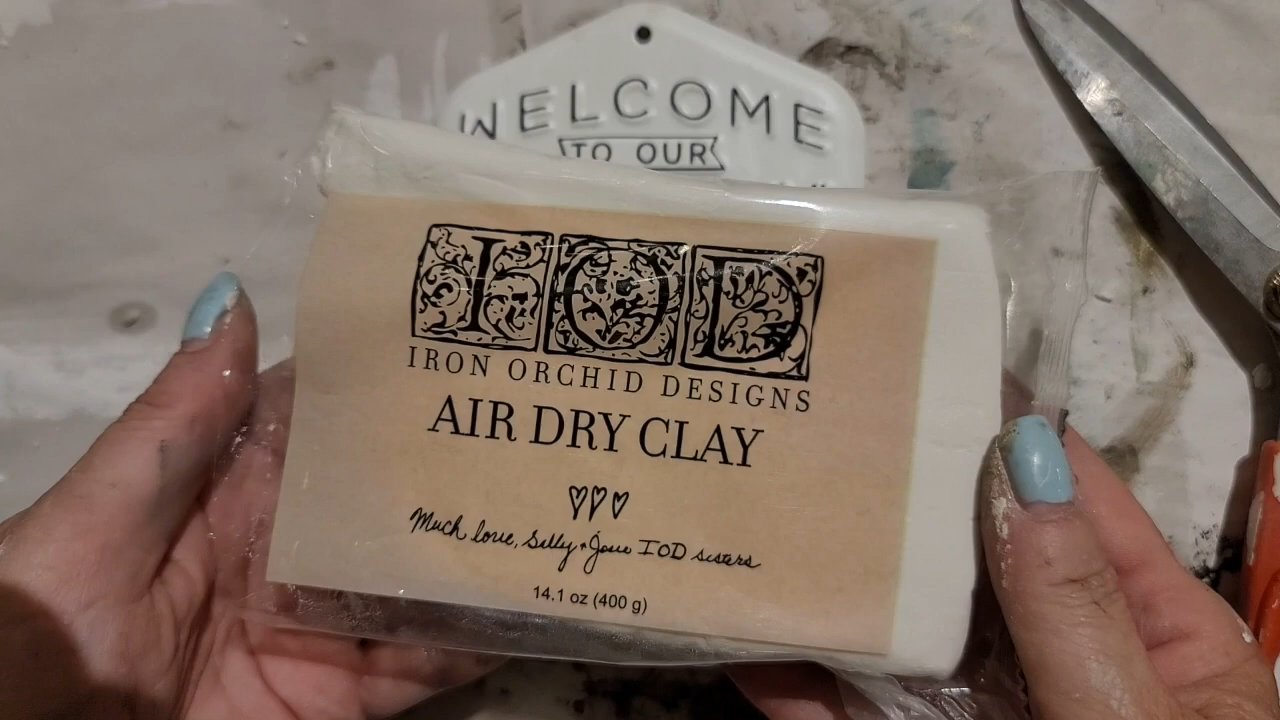 WELCOME
TO OUR
IOD
IRON ORCHID DESIGNS
AIR DRY CLAY
Much love, Sally + Josie IOD sisters
14.1 oz (400 g)